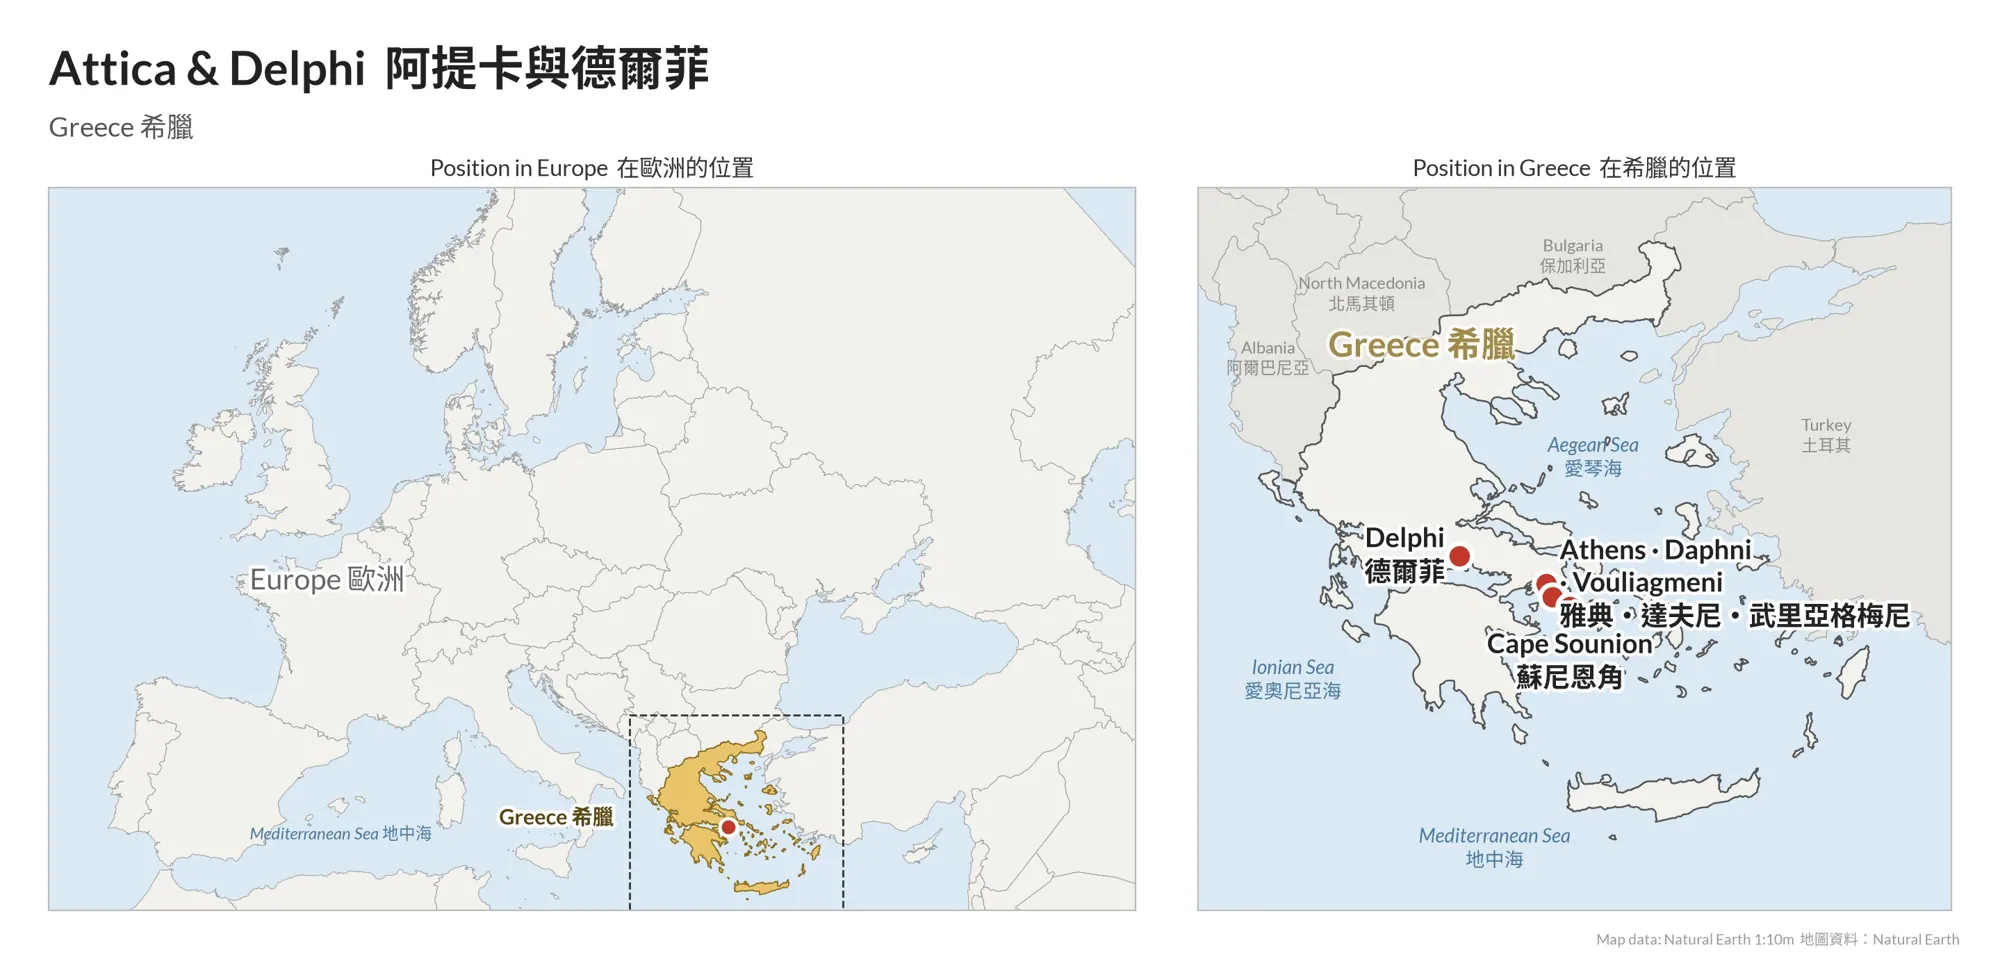 Attica & Delphi 阿提卡與德爾菲
Greece 希臘
Position in Europe 在歐洲的位置
Europe 歐洲
Greece 希臘
Mediterranean Sea 地中海
Position in Greece 在希臘的位置
Bulgaria
保加利亞
North Macedonia
北馬其頓
Greece 希臘
Albania
阿爾巴尼亞
Turkey
土耳其
Aegean Sea
愛琴海
Delphi
德爾菲
Athens · Daphni
· Vouliagmeni
雅典・達夫尼・武里亞格梅尼
Cape Sounion
蘇尼恩角
Ionian Sea
愛奧尼亞海
Mediterranean Sea
地中海
Map data: Natural Earth 1:10m 地圖資料：Natural Earth